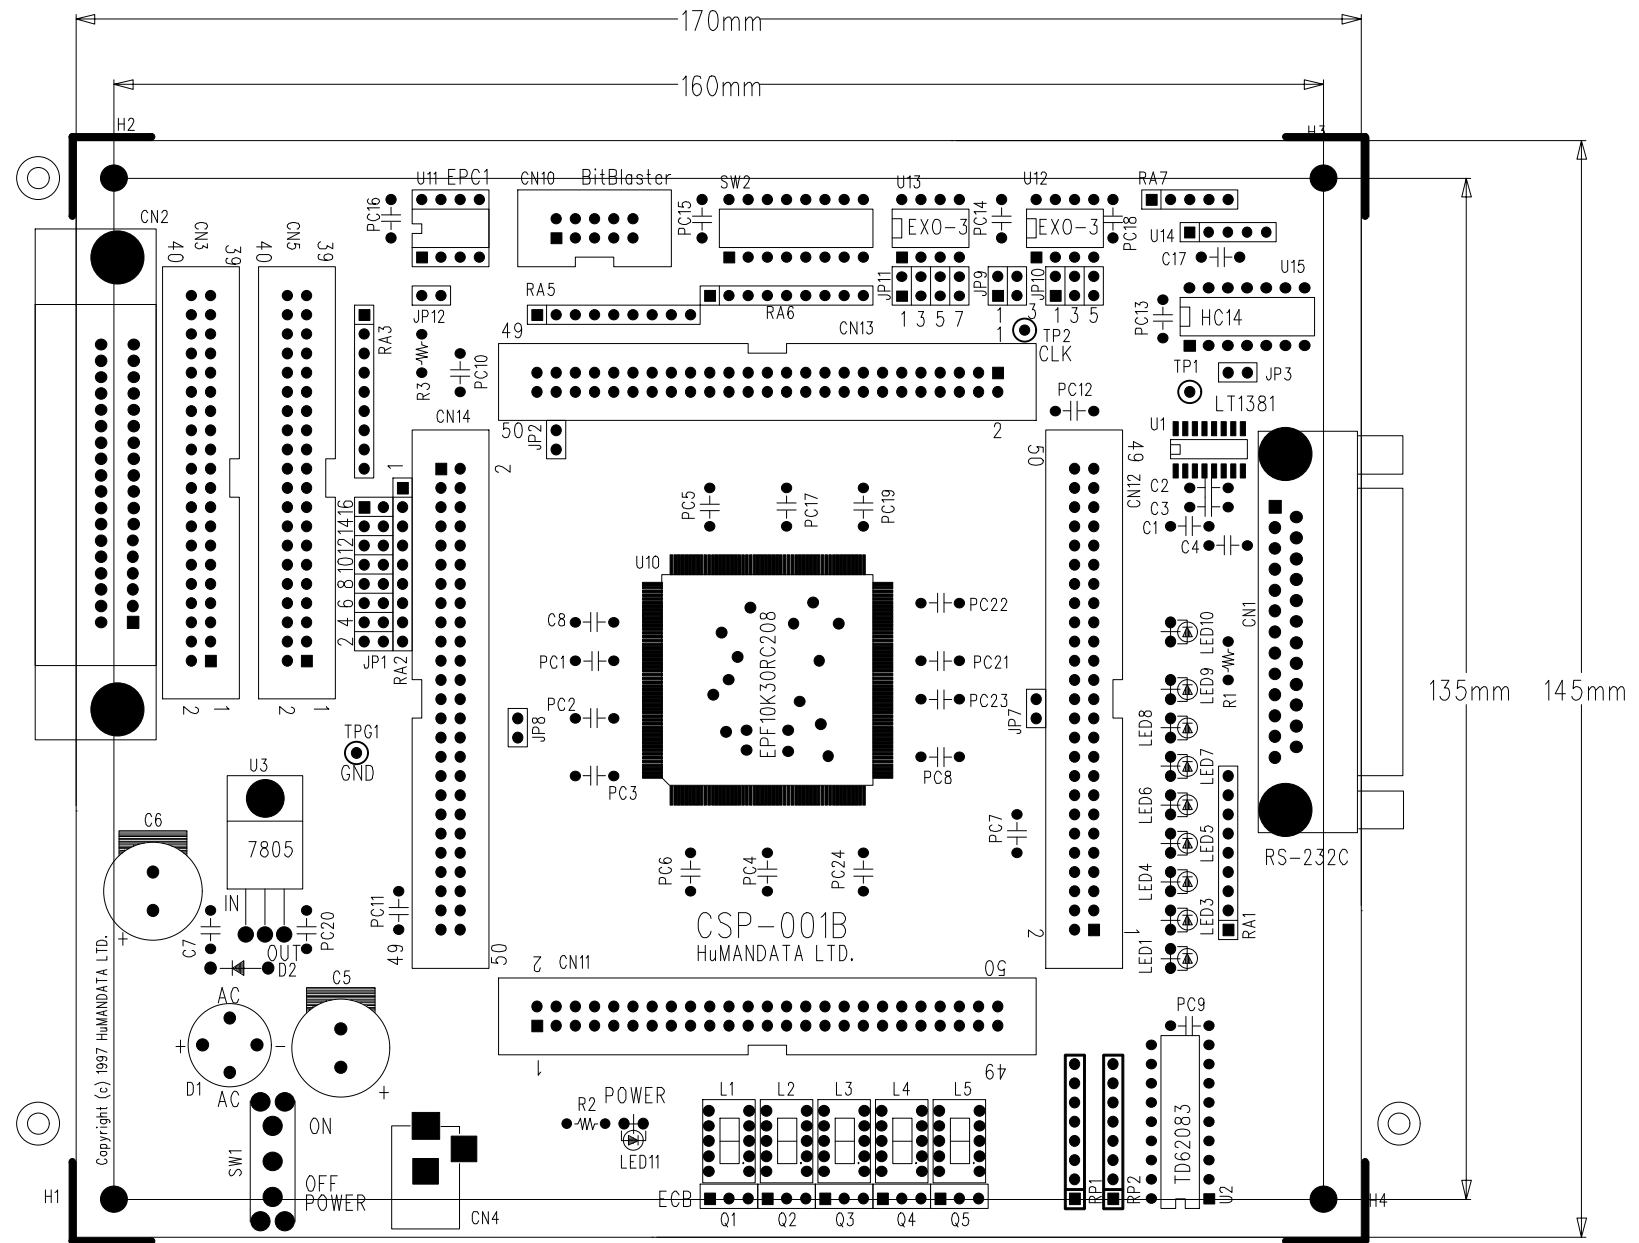 170mm
160mm
H2
H3
U11 EPC1
CN10 BitBlaster
SW2
U13
U12
RA7
PC16
PC15
EXO-3
PC14
EXO-3
PC18
U14
C17
U15
CN2
CN3
CN5
40
39
40
39
JP12
RA5
RA6
JP11
1 3 5 7
JP9
1 3
JP10
1 3 5
PC13
HC14
RA3
R3
PC10
49
CN13
1
TP2
CLK
TP1
JP3
LT1381
PC12
U1
CN14
50
JP2
2
1
2
50
49
CN12
C2
C3
C1
C4
PC5
PC17
PC19
16
14
12
10
8
6
4
2
JP1
RA2
U10
EPF10K30RC208
C8
PC1
PC2
PC3
PC22
PC21
PC23
PC8
JP8
JP7
CN1
LED10
LED9
R1
LED8
LED7
LED6
LED5
LED4
LED3
LED1
RA1
135mm
145mm
2
1
2
1
TPG1
GND
U3
7805
C6
+
IN
OUT
C7
PC20
D2
PC11
49
50
PC6
PC4
PC24
PC7
RS-232C
CSP-001B
HuMANDATA LTD.
2
1
2
CN11
50
1
49
AC
+
-
D1
AC
C5
+
Copyright (c) 1997 HuMANDATA LTD.
SW1
ON
OFF
POWER
CN4
R2
POWER
LED11
L1
L2
L3
L4
L5
ECB
Q1
Q2
Q3
Q4
Q5
RP1
RP2
PC9
TD62083
U2
H1
H4